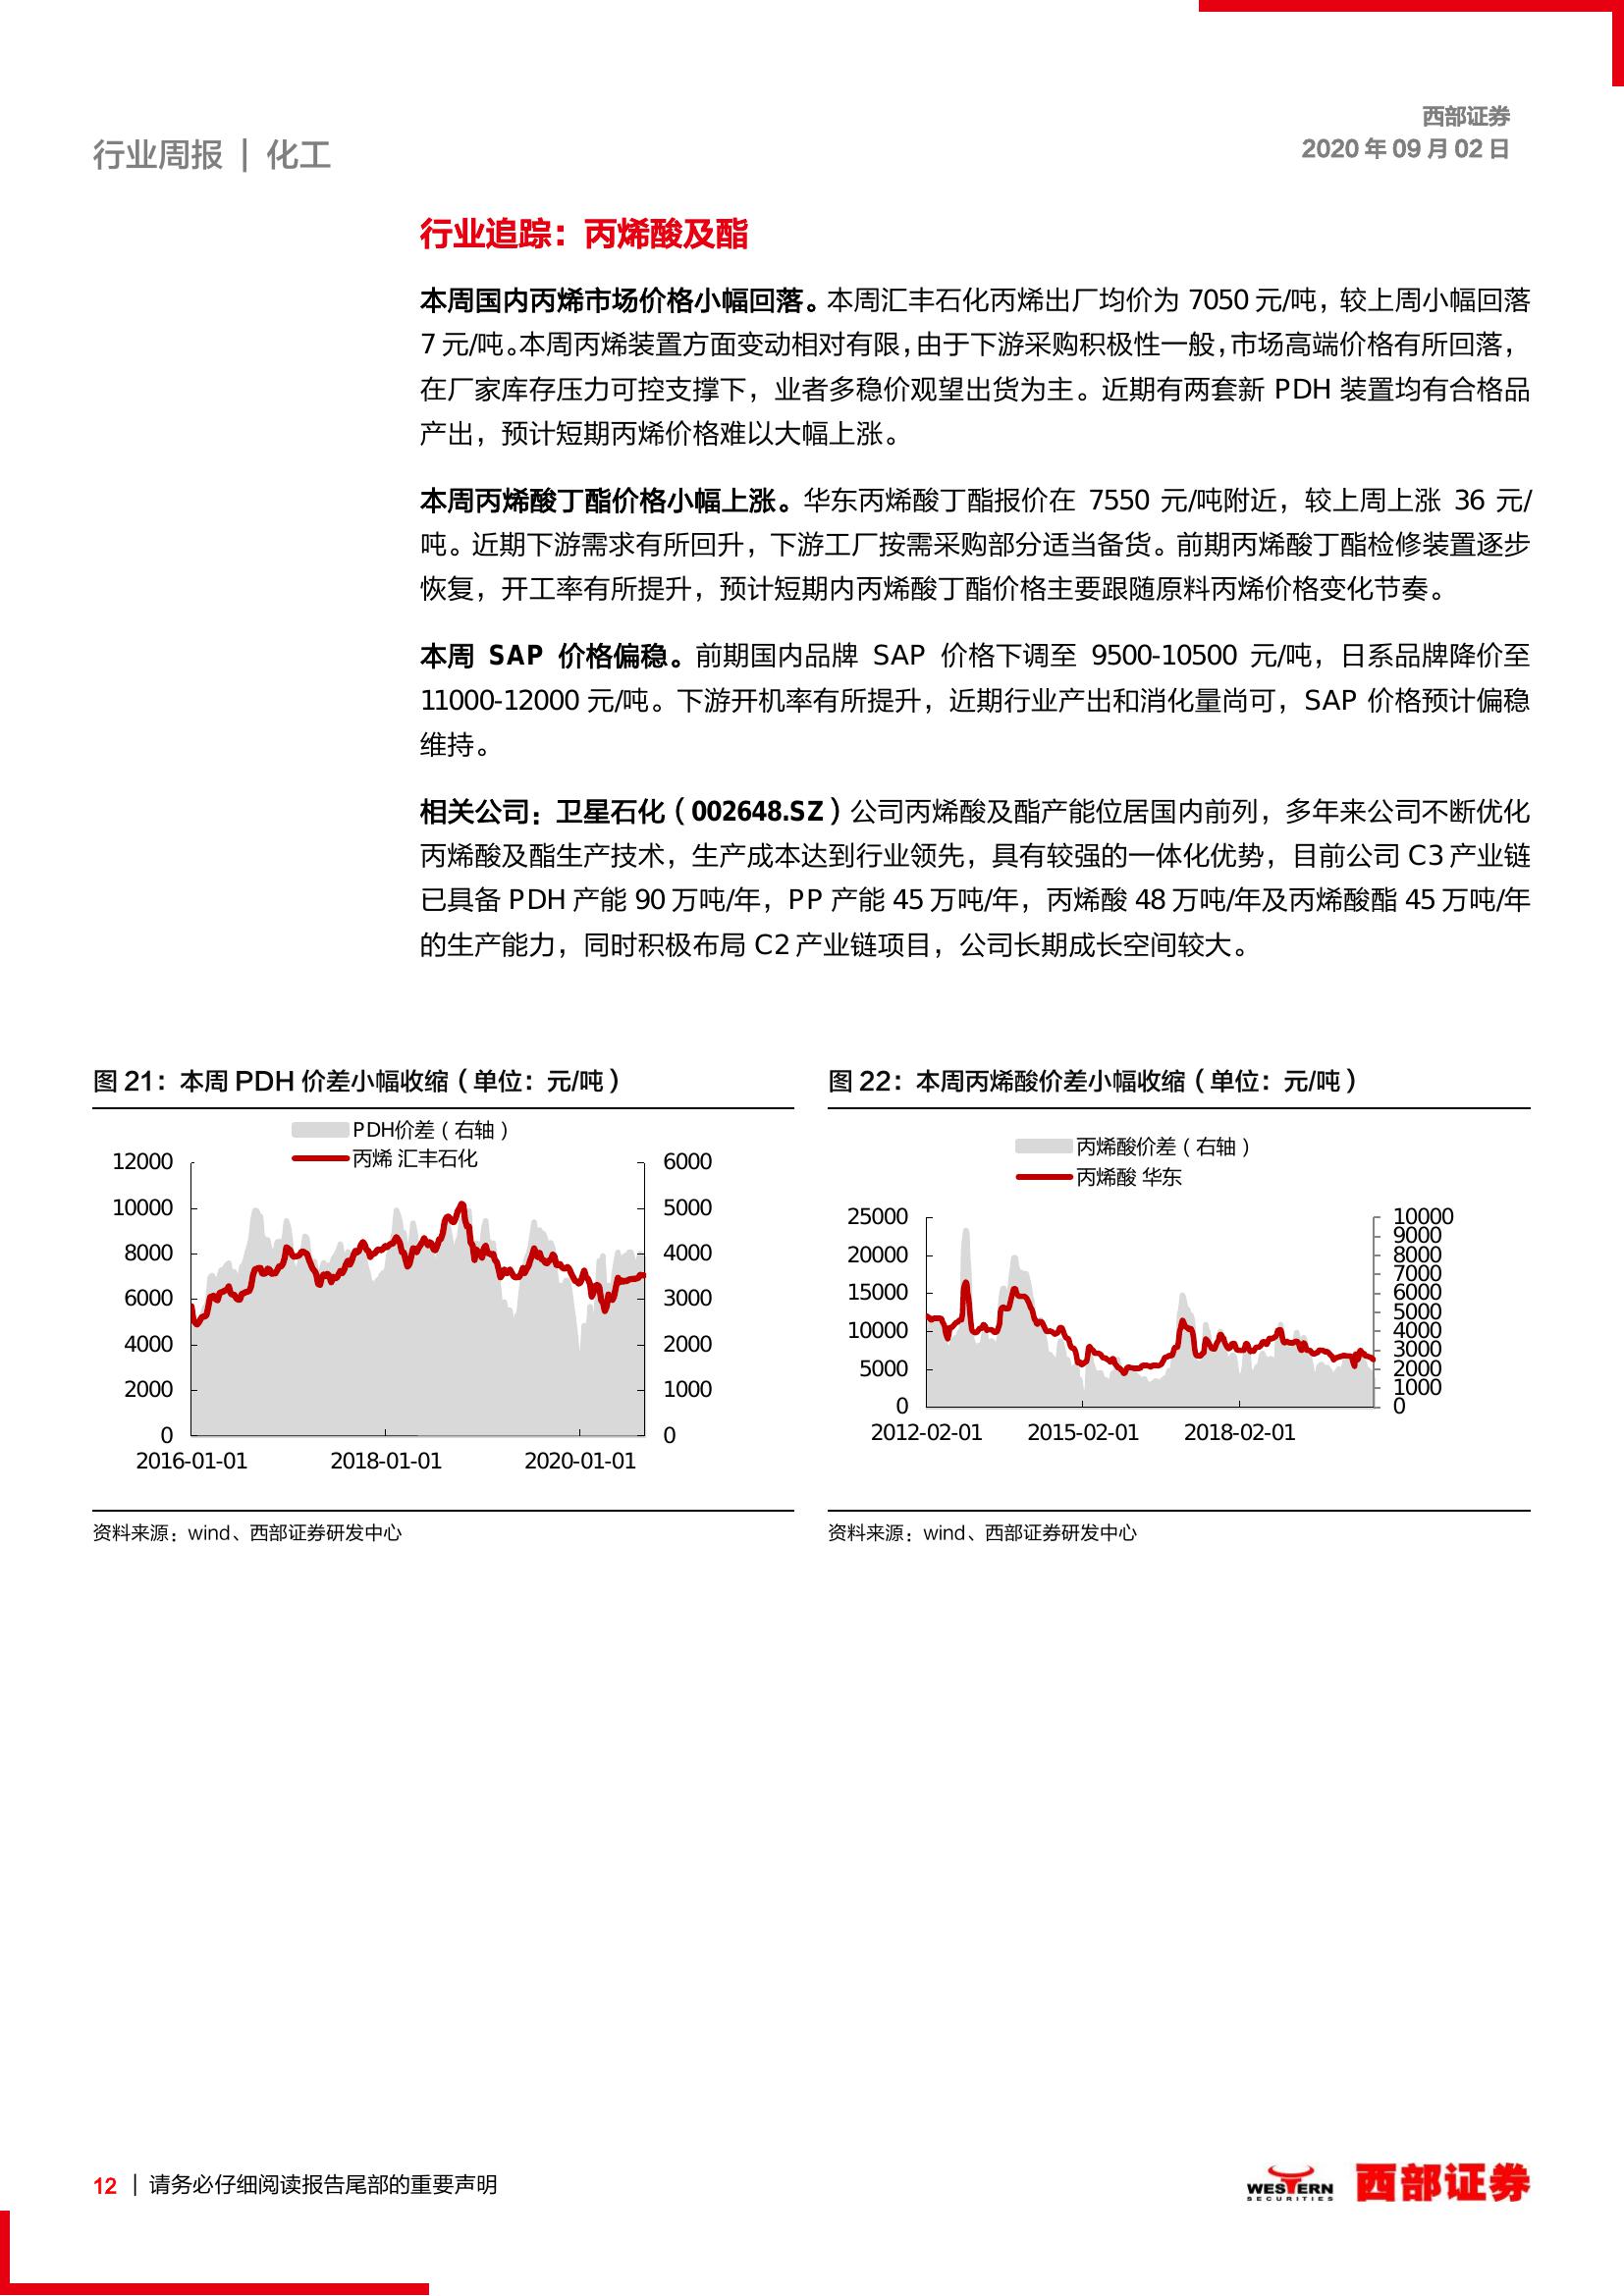 西部证券
2020 年 09 月 02 日
行业周报 | 化工
行业追踪：丙烯酸及酯
本周国内丙烯市场价格小幅回落。本周汇丰石化丙烯出厂均价为 7050 元/吨，较上周小幅回落
7 元/吨。本周丙烯装置方面变动相对有限，由于下游采购积极性一般，市场高端价格有所回落，
在厂家库存压力可控支撑下，业者多稳价观望出货为主。近期有两套新 PDH 装置均有合格品
产出，预计短期丙烯价格难以大幅上涨。
本周丙烯酸丁酯价格小幅上涨。华东丙烯酸丁酯报价在 7550 元/吨附近，较上周上涨 36 元/
吨。近期下游需求有所回升，下游工厂按需采购部分适当备货。前期丙烯酸丁酯检修装置逐步
恢复，开工率有所提升，预计短期内丙烯酸丁酯价格主要跟随原料丙烯价格变化节奏。
本周 SAP 价格偏稳。前期国内品牌 SAP 价格下调至 9500-10500 元/吨，日系品牌降价至
11000-12000 元/吨。下游开机率有所提升，近期行业产出和消化量尚可，SAP 价格预计偏稳
维持。
相关公司：卫星石化（002648.SZ）公司丙烯酸及酯产能位居国内前列，多年来公司不断优化
丙烯酸及酯生产技术，生产成本达到行业领先，具有较强的一体化优势，目前公司 C3 产业链
已具备 PDH 产能 90 万吨/年，PP 产能 45 万吨/年，丙烯酸 48 万吨/年及丙烯酸酯 45 万吨/年
的生产能力，同时积极布局 C2 产业链项目，公司长期成长空间较大。
图 21：本周 PDH 价差小幅收缩（单位：元/吨）
PDH价差（右轴）
丙烯 汇丰石化
12000
10000
8000
6000
4000
2000
0
6000
5000
4000
3000
2000
1000
0
2016-01-01 2018-01-01 2020-01-01
资料来源：wind、西部证券研发中心
图 22：本周丙烯酸价差小幅收缩（单位：元/吨）
丙烯酸价差（右轴）
丙烯酸 华东
25000
20000
15000
10000
5000
0
10000
9000
8000
7000
6000
5000
4000
3000
2000
1000
0
2012-02-01 2015-02-01 2018-02-01
资料来源：wind、西部证券研发中心
12 | 请务必仔细阅读报告尾部的重要声明
WESTERN
SECURITIES
西部证券